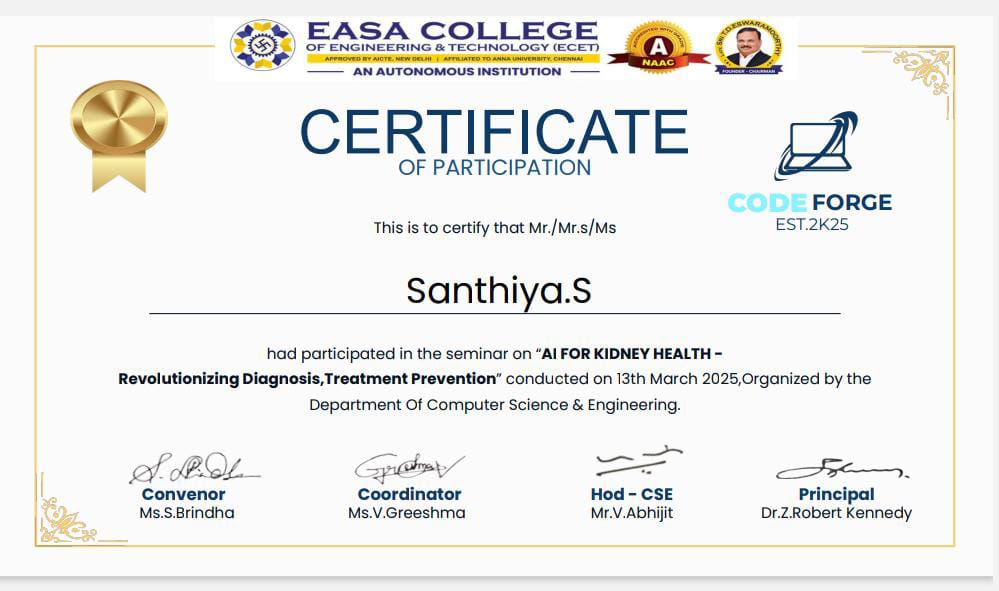 EASA COLLEGE
OF ENGINEERING & TECHNOLOGY (ECET)
APPROVED BY AICTE, NEW DELHI | AFFILIATED TO ANNA UNIVERSITY, CHENNAI
AN AUTONOMOUS INSTITUTION
ACCREDITED WITH GRADE
A
NAAC
FOUNDER - CHAIRMAN
CERTIFICATE
OF PARTICIPATION
CODE FORGE
EST.2K25
This is to certify that Mr./Mr.s/Ms
Santhiya.S
had participated in the seminar on “AI FOR KIDNEY HEALTH -
Revolutionizing Diagnosis,Treatment Prevention” conducted on 13th March 2025,Organized by the
Department Of Computer Science & Engineering.
Convenor
Ms.S.Brindha
Coordinator
Ms.V.Greeshma
Hod - CSE
Mr.V.Abhijit
Principal
Dr.Z.Robert Kennedy